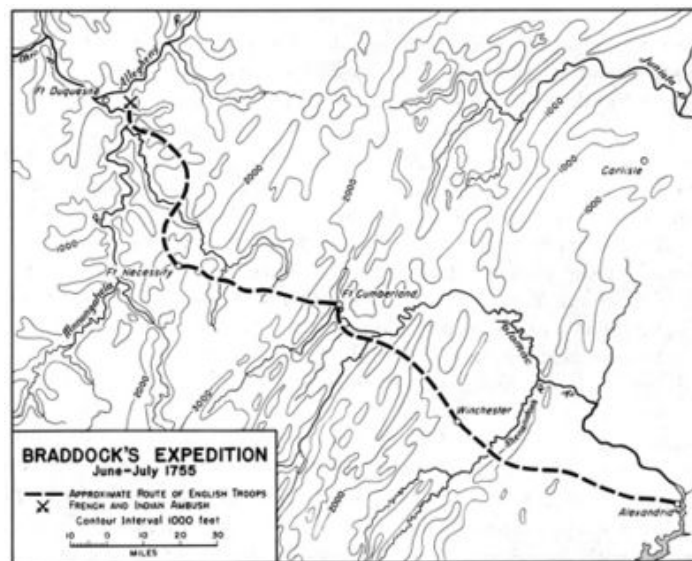 Allegheny R
Ft Duquesne
Juniata R
1000
Carlisle
1000
2000
2000
1000
1000
Ft Necessity
R
Monongahela
Ft Cumberland
Potomac
R
2000
2000
Winchester
Shenandoah R
2000
Alexandria
BRADDOCK'S EXPEDITION
June-July 1755
APPROXIMATE ROUTE OF ENGLISH TROOPS
FRENCH AND INDIAN AMBUSH
Contour Interval 1000 feet
10 0 10 20 30
MILES